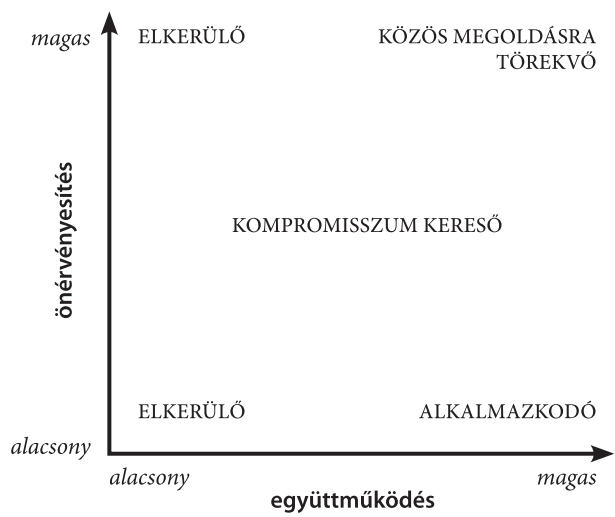 magas
ELKERÜLŐ
KÖZÖS MEGOLDÁSRA
TÖREKVŐ
önérvényesítés
KOMPROMISSZUM KERESŐ
ELKERÜLŐ
ALKALMAZKODÓ
alacsony
alacsony
magas
együttműködés